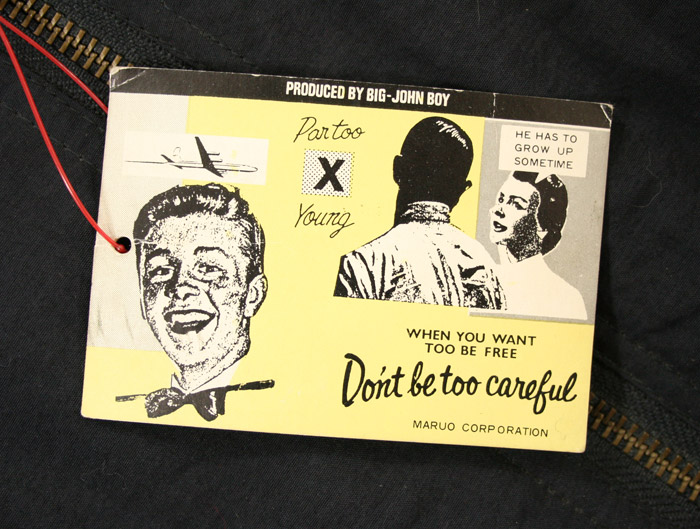 PRODUCED BY BIG-JOHN BOY
Partoo
X
Young
HE HAS TO
GROW UP
SOMETIME
WHEN YOU WANT
TOO BE FREE
Don't be too careful
MARUO CORPORATION